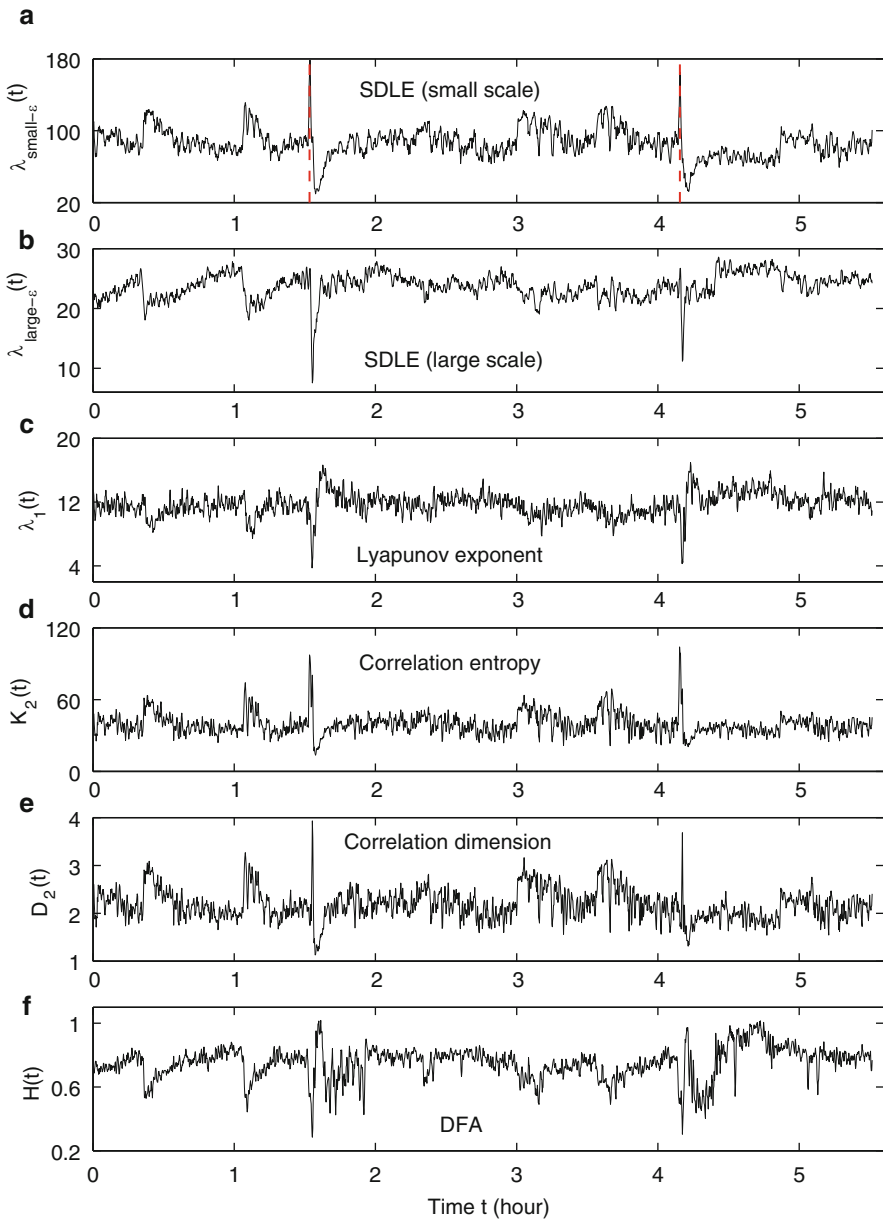 a
180
100
20
λ small-ε (t)
SDLE (small scale)
0 1 2 3 4 5
b
30
20
10
λ large-ε (t)
SDLE (large scale)
0 1 2 3 4 5
c
20
12
4
λ1(t)
Lyapunov exponent
0 1 2 3 4 5
d
120
60
0
K2(t)
Correlation entropy
0 1 2 3 4 5
e
4
3
2
1
D2(t)
Correlation dimension
0 1 2 3 4 5
f
1
0.6
0.2
H(t)
DFA
0 1 2 3 4 5
Time t (hour)